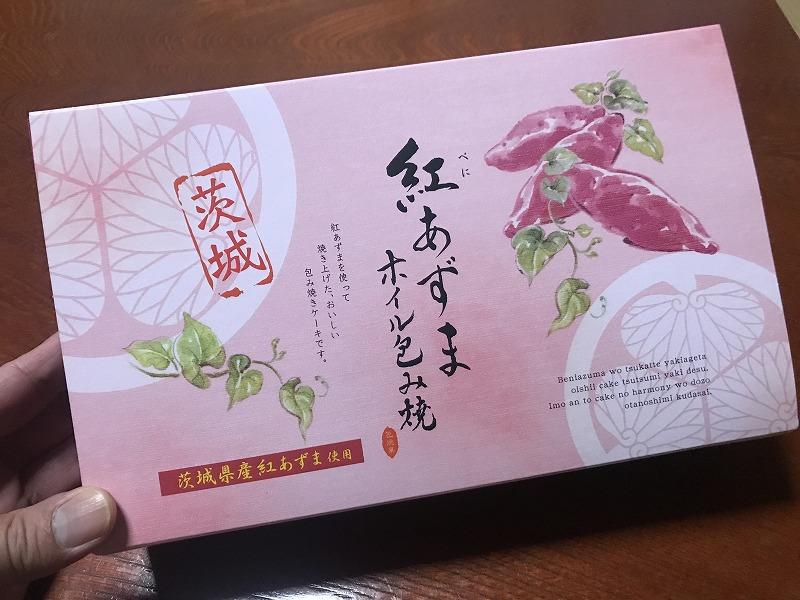 茨城
べに
紅あずま
ホイル包み焼
紅あずまを使って
焼き上げた、おいしい
包み焼きケーキです。
茨城県産紅あずま使用
Beniazuma wo tsukatte yakiageta
oishii cake tsutsumi yaki desu.
Imo an to cake no harmony wo dozo
otanoshimi kudasai.